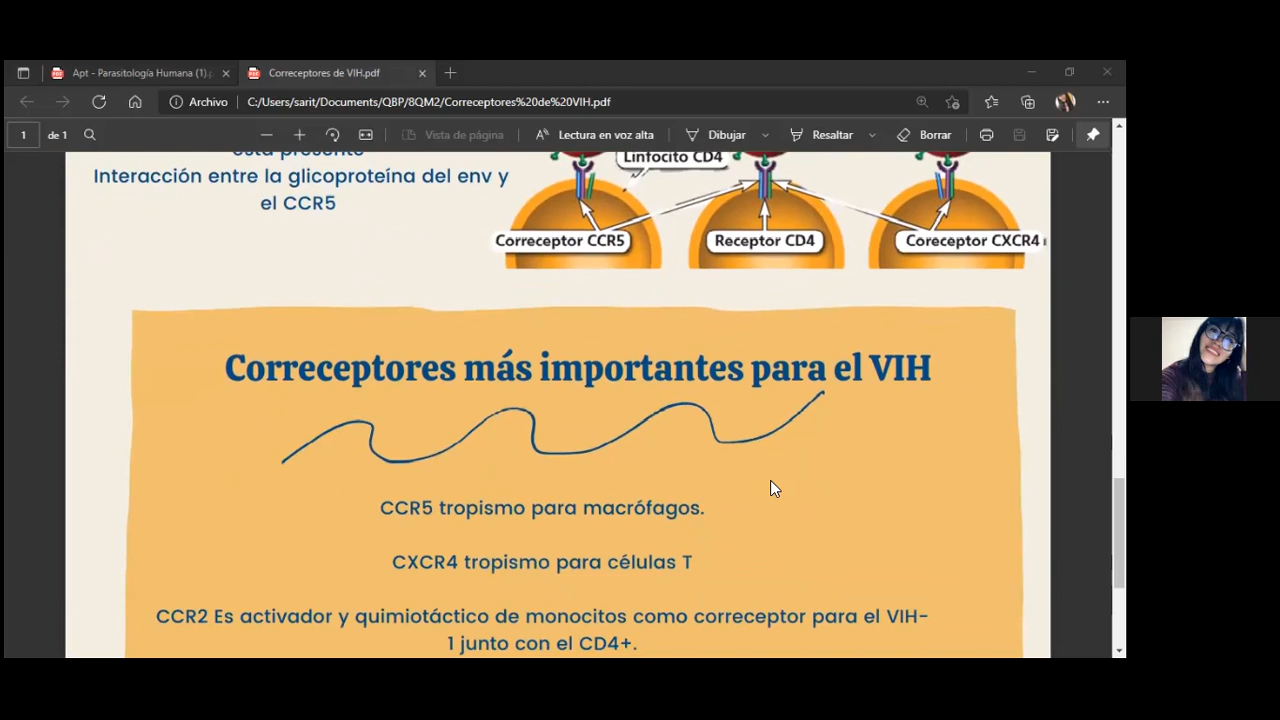 Apt - Parasitología Humana (1).p
Correceptores de VIH.pdf
Archivo
C:/Users/sarit/Documents/QBP/8QM2/Correceptores%20de%20VIH.pdf
1 de 1
Vista de página
Lectura en voz alta
Dibujar
Resaltar
Borrar
está presente
Interacción entre la glicoproteína del env y
el CCR5
Linfocito CD4
Correceptor CCR5
Receptor CD4
Coreceptor CXCR4
Correceptores más importantes para el VIH
CCR5 tropismo para macrófagos.
CXCR4 tropismo para células T
CCR2 Es activador y quimiotáctico de monocitos como correceptor para el VIH-
1 junto con el CD4+.